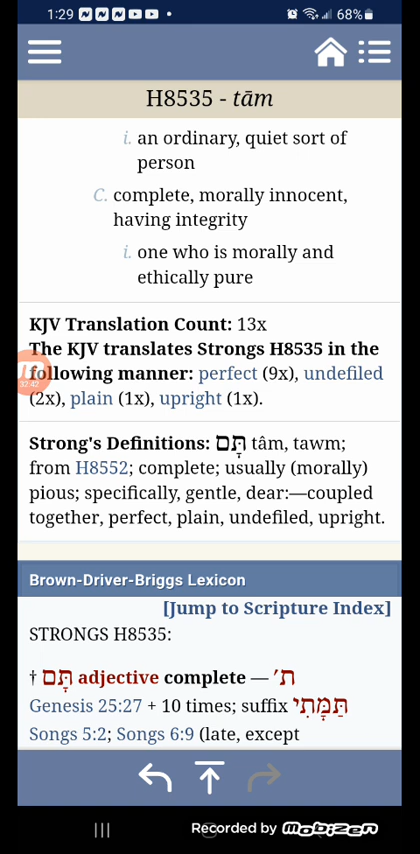 1:29 68%
H8535 - tām
i. an ordinary, quiet sort of
person
C. complete, morally innocent,
having integrity
i. one who is morally and
ethically pure
KJV Translation Count: 13x
The KJV translates Strongs H8535 in the
following manner: perfect (9x), undefiled
(2x), plain (1x), upright (1x).
32:42
Strong's Definitions: תָּם tâm, tawm;
from H8552; complete; usually (morally)
pious; specifically, gentle, dear:—coupled
together, perfect, plain, undefiled, upright.
Brown-Driver-Briggs Lexicon
[Jump to Scripture Index]
STRONGS H8535:
† תָּם adjective complete — ת׳
Genesis 25:27 + 10 times; suffix תַּמָּתִי
Songs 5:2; Songs 6:9 (late, except
Recorded by Mobizen